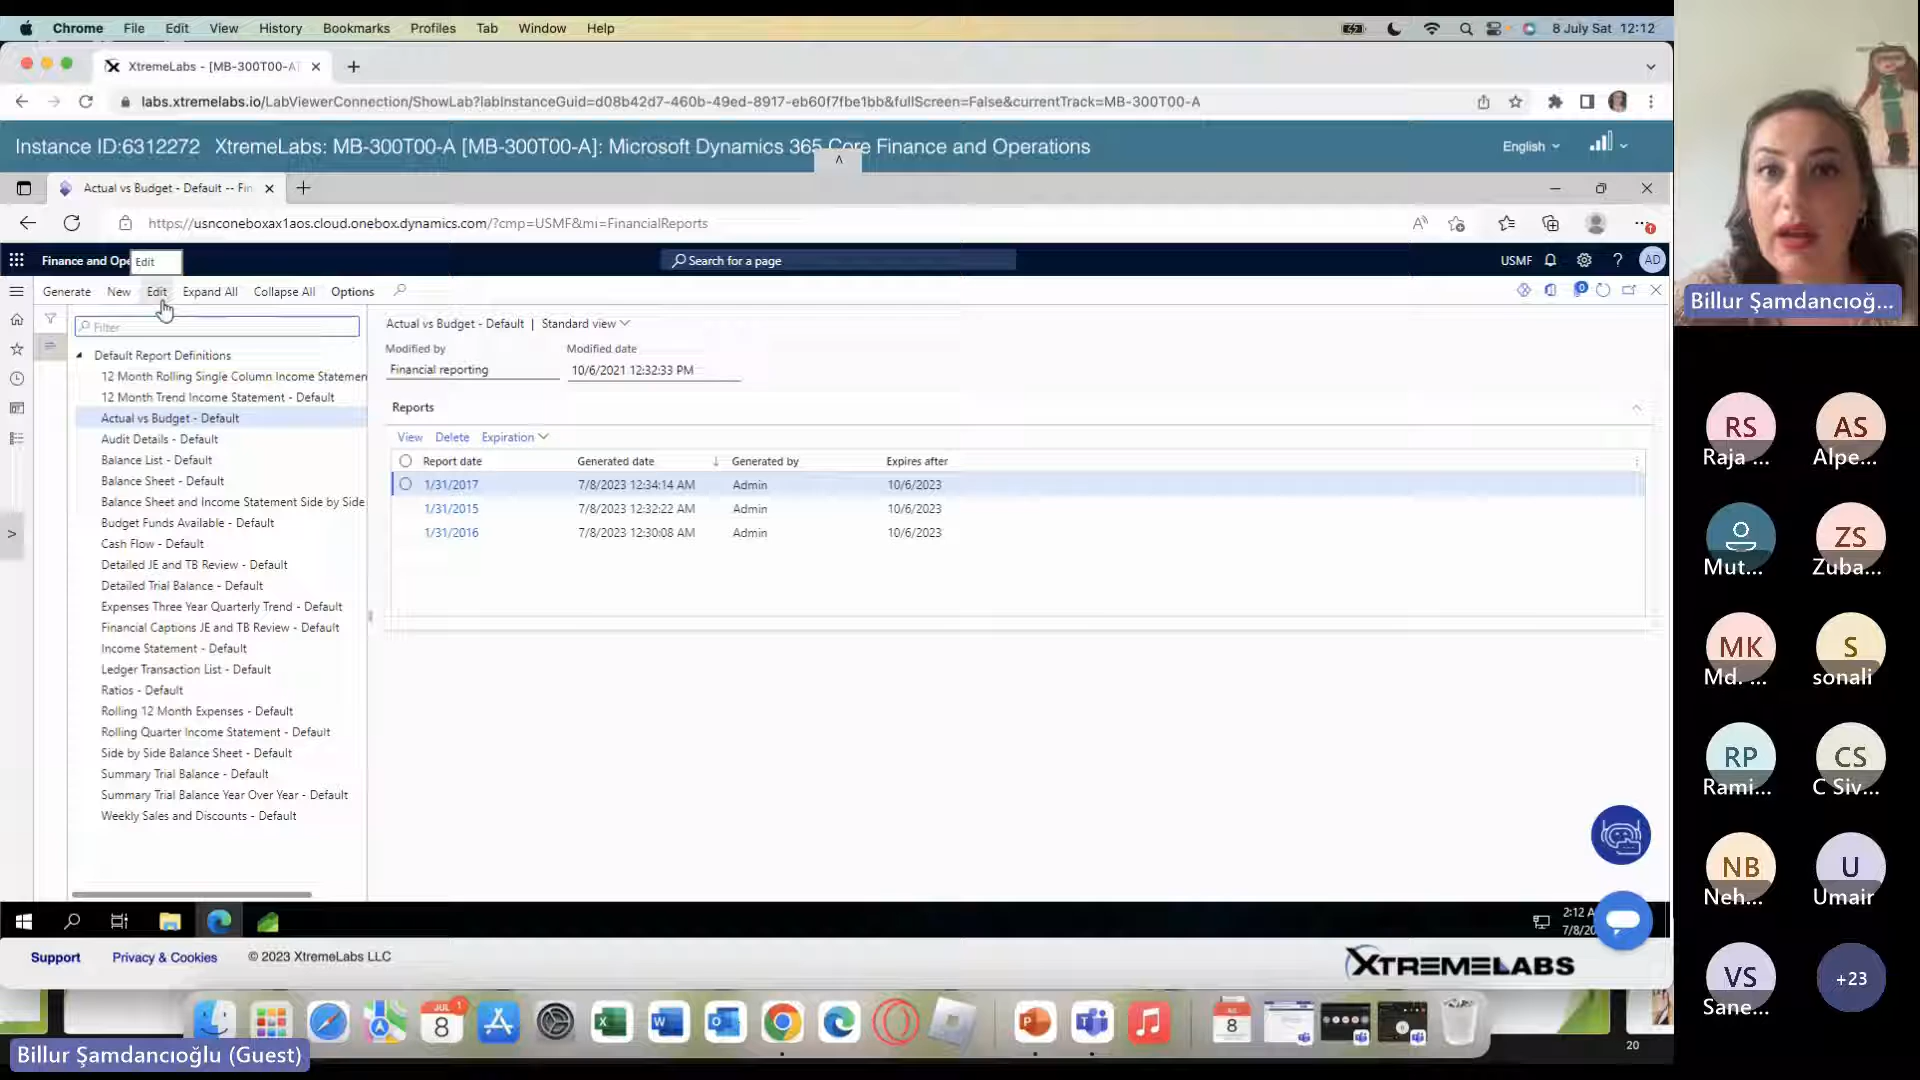 Chrome File Edit View History Bookmarks Profiles Tab Window Help 8 July Sat 12:12
XtremeLabs - [MB-300T00-A]
labs.xtremelabs.io/LabViewerConnection/ShowLab?labInstanceGuid=d08b42d7-460b-49ed-8917-eb60f7fbe1bb&fullScreen=False&currentTrack=MB-300T00-A
Instance ID:6312272 XtremeLabs: MB-300T00-A [MB-300T00-A]: Microsoft Dynamics 365 Core Finance and Operations English
Actual vs Budget - Default -- Fin
https://usnconeboxax1aos.cloud.onebox.dynamics.com/?cmp=USMF&mi=FinancialReports
Finance and Ope Edit Search for a page USMF ? AD
Generate New Edit Expand All Collapse All Options 0
Filter
Default Report Definitions
12 Month Rolling Single Column Income Statemen
12 Month Trend Income Statement - Default
Actual vs Budget - Default
Audit Details - Default
Balance List - Default
Balance Sheet - Default
Balance Sheet and Income Statement Side by Side
Budget Funds Available - Default
Cash Flow - Default
Detailed JE and TB Review - Default
Detailed Trial Balance - Default
Expenses Three Year Quarterly Trend - Default
Financial Captions JE and TB Review - Default
Income Statement - Default
Ledger Transaction List - Default
Ratios - Default
Rolling 12 Month Expenses - Default
Rolling Quarter Income Statement - Default
Side by Side Balance Sheet - Default
Summary Trial Balance - Default
Summary Trial Balance Year Over Year - Default
Weekly Sales and Discounts - Default
Actual vs Budget - Default | Standard view
Modified by Modified date
Financial reporting 10/6/2021 12:32:33 PM
Reports
View Delete Expiration
Report date Generated date Generated by Expires after
1/31/2017 7/8/2023 12:34:14 AM Admin 10/6/2023
1/31/2015 7/8/2023 12:32:22 AM Admin 10/6/2023
1/31/2016 7/8/2023 12:30:08 AM Admin 10/6/2023
2:12 A
7/8/20
Support Privacy & Cookies © 2023 XtremeLabs LLC XTREMELABS
JUL 8
20
Billur Şamdancıoğlu (Guest)
Billur Şamdancıoğ...
RS AS
Raja ... Alpe...
ZS
Mut... Zuba...
MK S
Md. ... sonali
RP CS
Rami... C Siv...
NB U
Neh... Umair
VS +23
Sane...